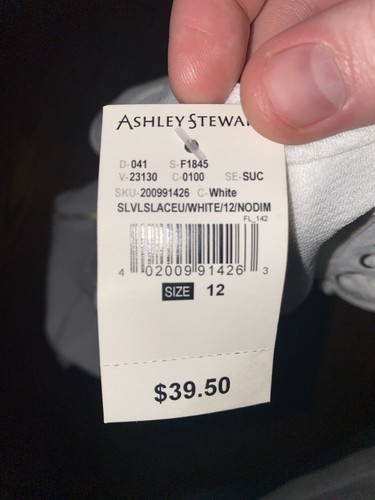 ASHLEY STEWA
D-041 S-F1845
V-23130 C-0100 SE-SUC
SKU-200991426 C-White
SLVLSLACEU/WHITE/12/NODIM
FL_142
4 02009 91426 3
SIZE 12
$39.50